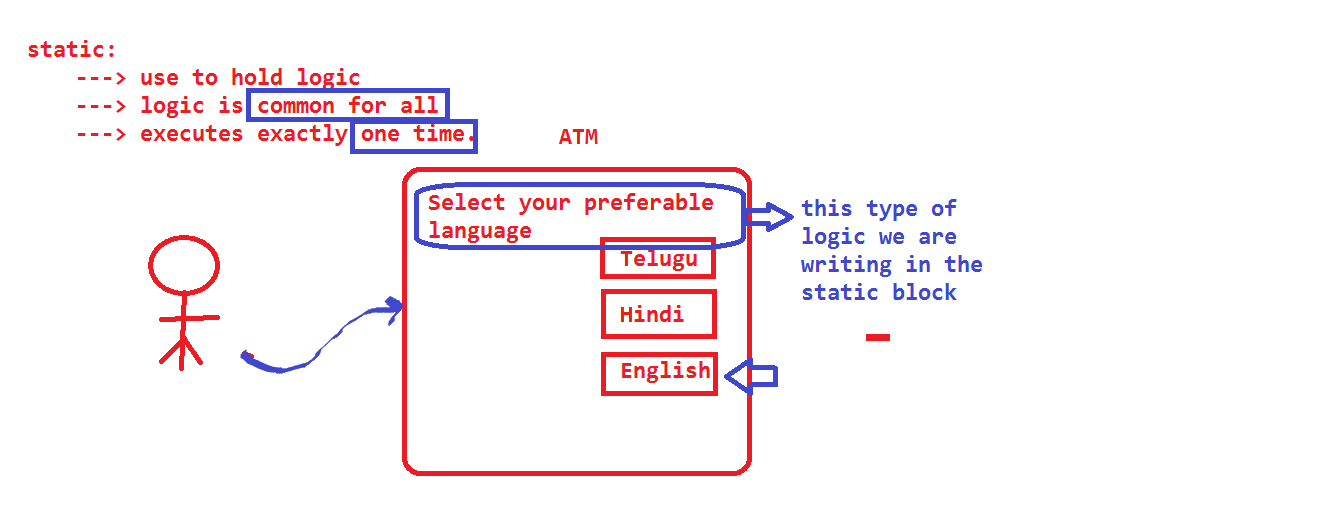 static:
---> use to hold logic
---> logic is common for all
---> executes exactly one time.
ATM
Select your preferable
language
Telugu
Hindi
English
this type of
logic we are
writing in the
static block